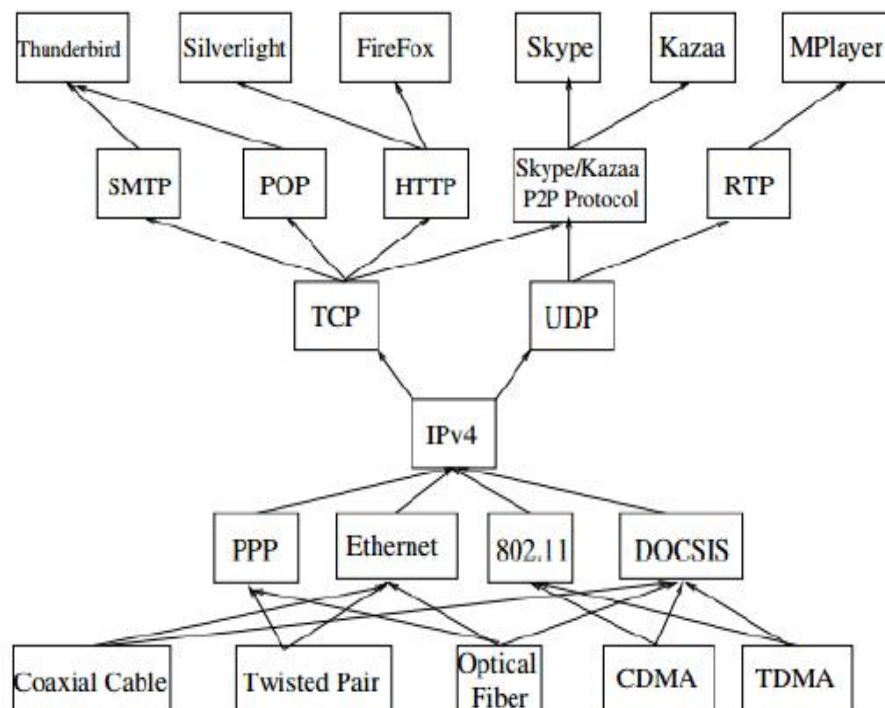 Thunderbird
Silverlight
FireFox
Skype
Kazaa
MPlayer
SMTP
POP
HTTP
Skype/Kazaa
P2P Protocol
RTP
TCP
UDP
IPv4
PPP
Ethernet
802.11
DOCSIS
Coaxial Cable
Twisted Pair
Optical
Fiber
CDMA
TDMA